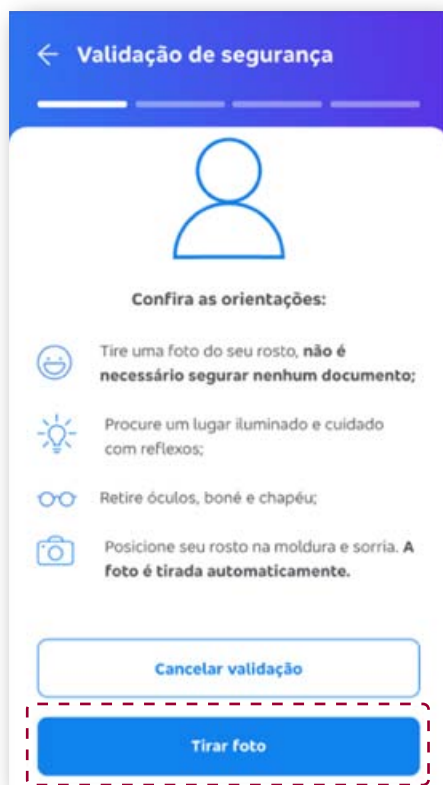 Validação de segurança
Confira as orientações:
Tire uma foto do seu rosto, não é
necessário segurar nenhum documento;
Procure um lugar iluminado e cuidado
com reflexos;
Retire óculos, boné e chapéu;
Posicione seu rosto na moldura e sorria. A
foto é tirada automaticamente.
Cancelar validação
Tirar foto